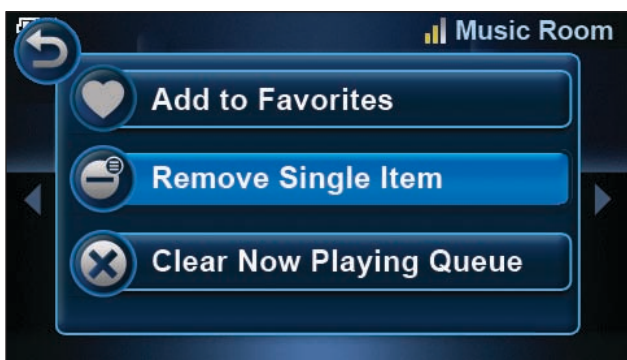 Music Room
Add to Favorites
Remove Single Item
Clear Now Playing Queue